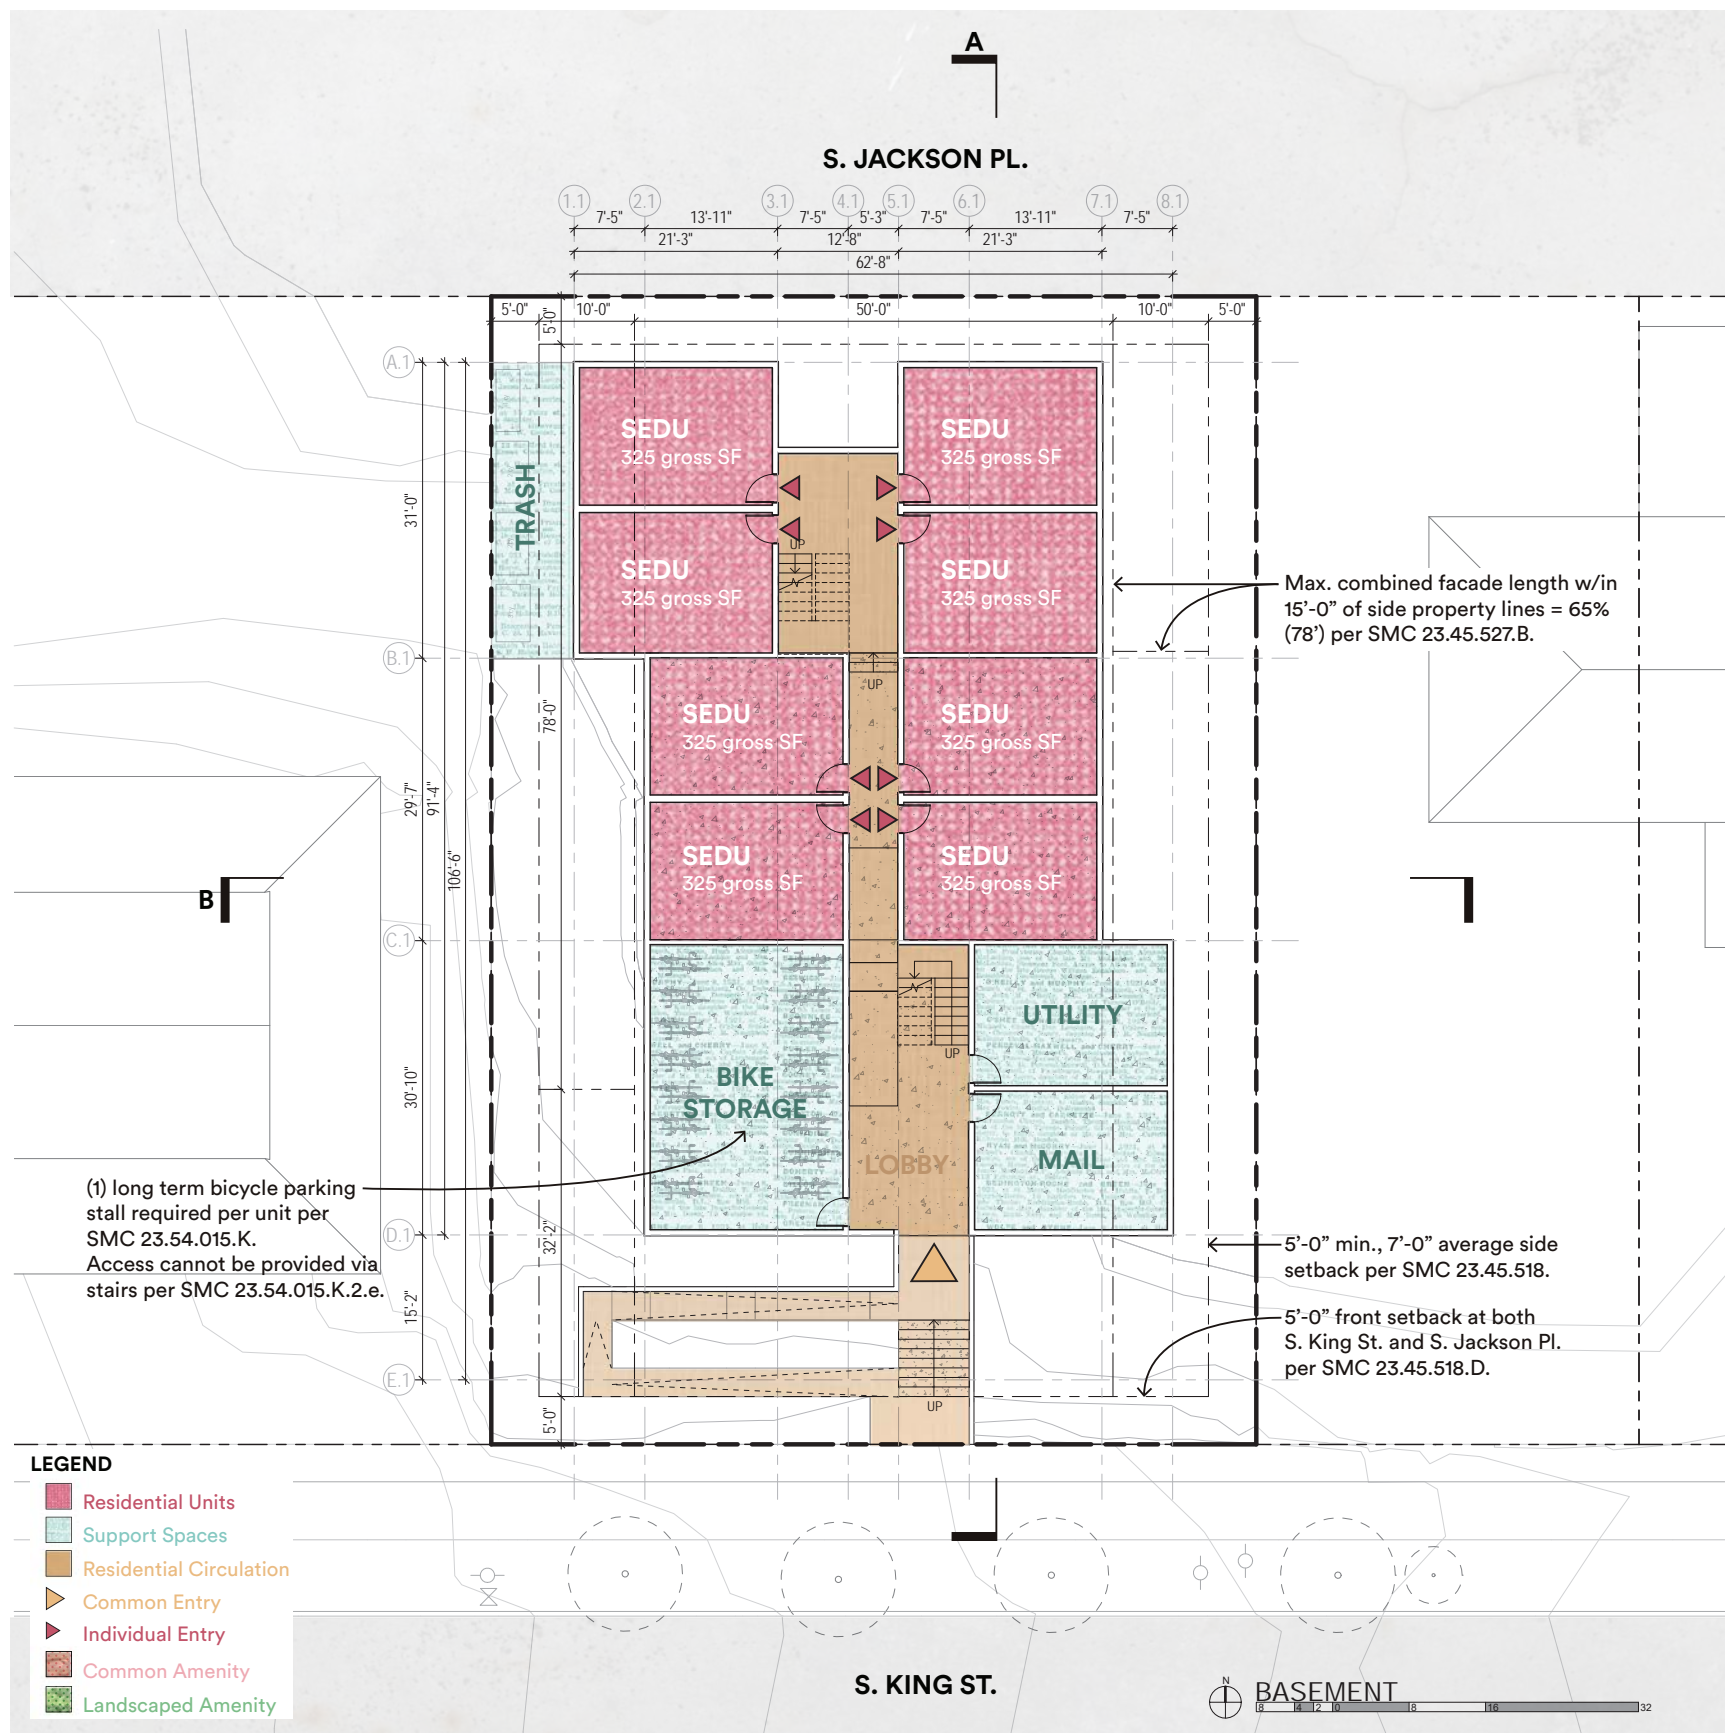 A
S. JACKSON PL.
1.1 2.1 3.1 4.1 5.1 6.1 7.1 8.1
7'-5" 13'-11" 7'-5" 5'-3" 7'-5" 13'-11" 7'-5"
21'-3" 12'-8" 21'-3"
62'-8"
5'-0" 10'-0" 50'-0" 10'-0" 5'-0"
5'-0"
A.1
SEDU
325 gross SF
SEDU
325 gross SF
TRASH
31'-0"
UP
SEDU
325 gross SF
SEDU
325 gross SF
Max. combined facade length w/in
15'-0" of side property lines = 65%
(78') per SMC 23.45.527.B.
B.1
UP
78'-0"
SEDU
325 gross SF
SEDU
325 gross SF
29'-7"
91'-4"
106'-6"
SEDU
325 gross SF
SEDU
325 gross SF
B
C.1
UTILITY
UP
BIKE
STORAGE
30'-10"
LOBBY
MAIL
(1) long term bicycle parking
stall required per unit per
SMC 23.54.015.K.
Access cannot be provided via
stairs per SMC 23.54.015.K.2.e.
D.1
32'-2"
15'-2"
5'-0" min., 7'-0" average side
setback per SMC 23.45.518.
5'-0" front setback at both
S. King St. and S. Jackson Pl.
per SMC 23.45.518.D.
E.1
5'-0"
UP
LEGEND
Residential Units
Support Spaces
Residential Circulation
Common Entry
Individual Entry
Common Amenity
Landscaped Amenity
S. KING ST.
N
BASEMENT
8 4 2 0 8 16 32